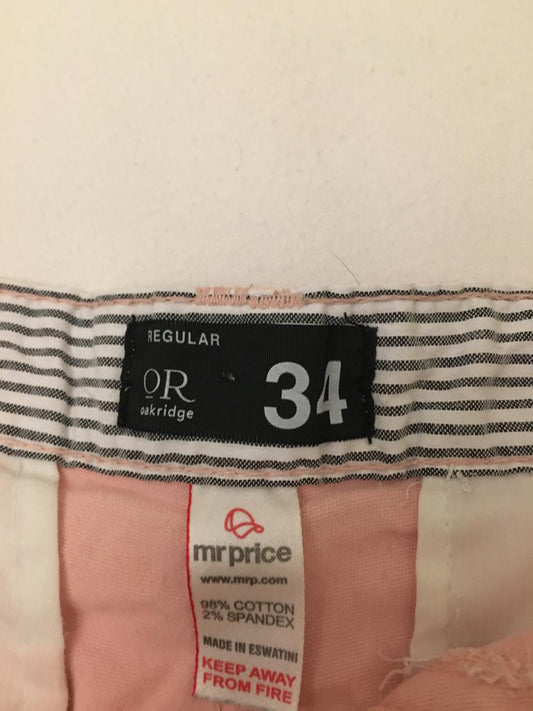 REGULAR
OR
oakridge
34
mrprice
www.mrp.com
98% COTTON
2% SPANDEX
MADE IN ESWATINI
KEEP AWAY
FROM FIRE